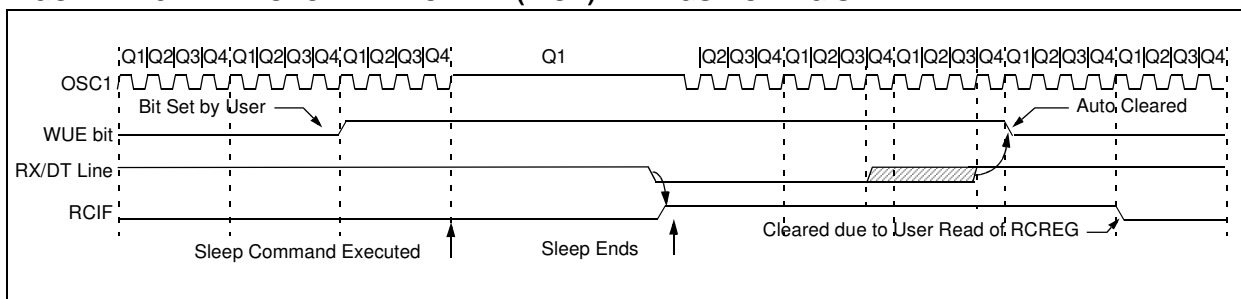 Q1 Q2 Q3 Q4 Q1 Q2 Q3 Q4 Q1 Q2 Q3 Q4 Q1 Q2 Q3 Q4 Q1 Q2 Q3 Q4 Q1 Q2 Q3 Q4 Q1 Q2 Q3 Q4 Q1 Q2 Q3 Q4
OSC1
Bit Set by User
Auto Cleared
WUE bit
RX/DT Line
RCIF
Cleared due to User Read of RCREG
Sleep Command Executed
Sleep Ends